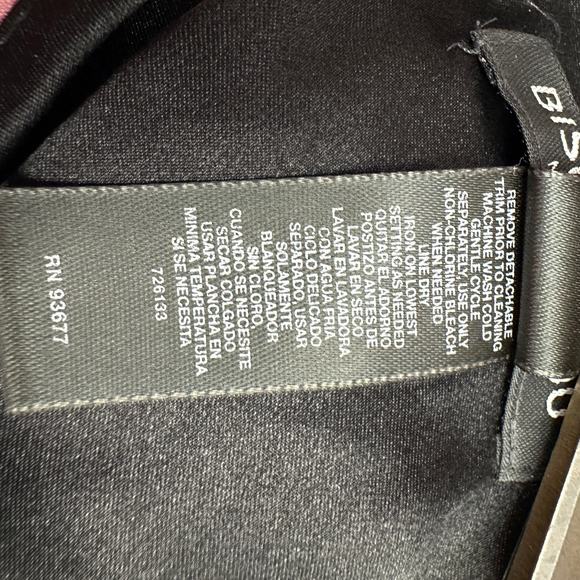 BIS
REMOVE DETACHABLE
TRIM PRIOR TO CLEANING
MACHINE WASH COLD
GENTLE CYCLE
SEPARATELY, USE ONLY
NON-CHLORINE BLEACH
WHEN NEEDED
LINE DRY
IRON ON LOWEST
SETTING AS NEEDED
QUITAR EL ADORNO
POSTIZO ANTES DE
LAVAR EN SECO
LAVAR EN LAVADORA
CON AGUA FRIA
CICLO DELICADO
SEPARADO, USAR
SOLAMENTE
BLANQUEADOR
SIN CLORO,
CUANDO SE NECESITE
SECAR COLGADO
USAR PLANCHA EN
MINIMA TEMPERATURA
SI SE NECESITA
726133
RN 93677